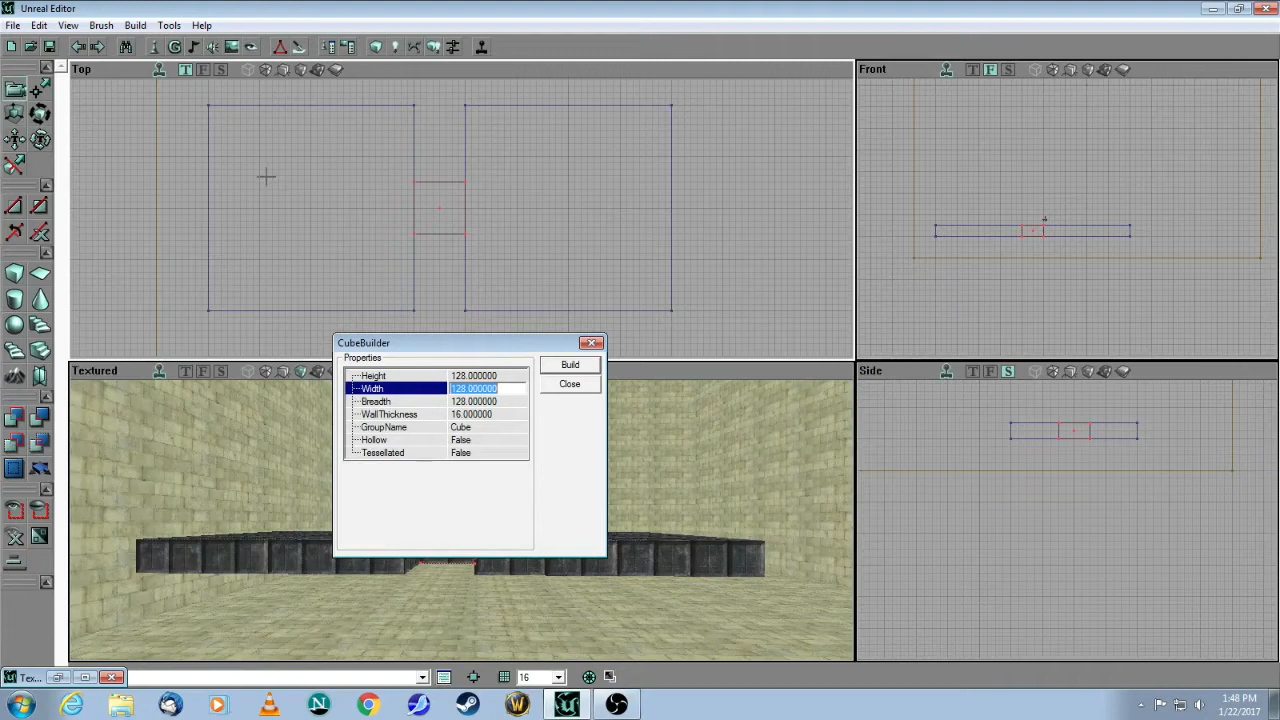 Unreal Editor
File Edit View Brush Build Tools Help
Top
T F S
Front
T F S
Textured
T F S
Side
T F S
CubeBuilder
Properties
Height 128.000000
Width 128.000000
Breadth 128.000000
WallThickness 16.000000
GroupName Cube
Hollow False
Tessellated False
Build
Close
Tex...
16
1:48 PM
1/22/2017